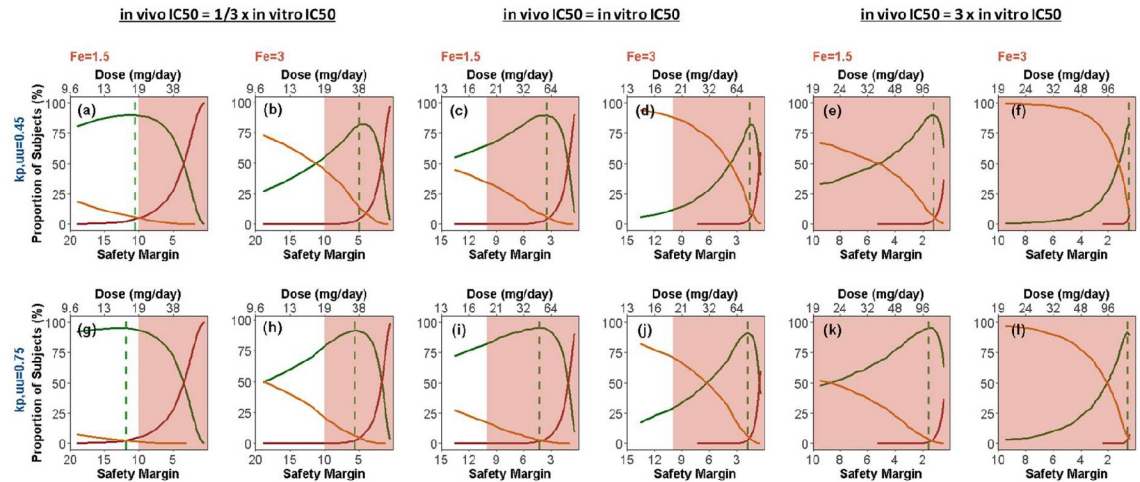 in vivo IC50 = 1/3 x in vitro IC50
in vivo IC50 = in vitro IC50
in vivo IC50 = 3 x in vitro IC50
Fe=1.5
Fe=3
Fe=1.5
Fe=3
Fe=1.5
Fe=3
Dose (mg/day)
Dose (mg/day)
Dose (mg/day)
Dose (mg/day)
Dose (mg/day)
Dose (mg/day)
9.6 13 19 38
9.6 13 19 38
13 16 21 32 64
13 16 21 32 64
19 24 32 48 96
19 24 32 48 96
kp,uu=0.45
Proportion of Subjects (%)
100
75
50
25
0
(a)
(b)
(c)
(d)
(e)
(f)
20 15 10 5
20 15 10 5
15 12 9 6 3
15 12 9 6 3
10 8 6 4 2
10 8 6 4 2
Safety Margin
Safety Margin
Safety Margin
Safety Margin
Safety Margin
Safety Margin
Dose (mg/day)
Dose (mg/day)
Dose (mg/day)
Dose (mg/day)
Dose (mg/day)
Dose (mg/day)
9.6 13 19 38
9.6 13 19 38
13 16 21 32 64
13 16 21 32 64
19 24 32 48 96
19 24 32 48 96
kp,uu=0.75
Proportion of Subjects (%)
100
75
50
25
0
(g)
(h)
(i)
(j)
(k)
(l)
20 15 10 5
20 15 10 5
15 12 9 6 3
15 12 9 6 3
10 8 6 4 2
10 8 6 4 2
Safety Margin
Safety Margin
Safety Margin
Safety Margin
Safety Margin
Safety Margin